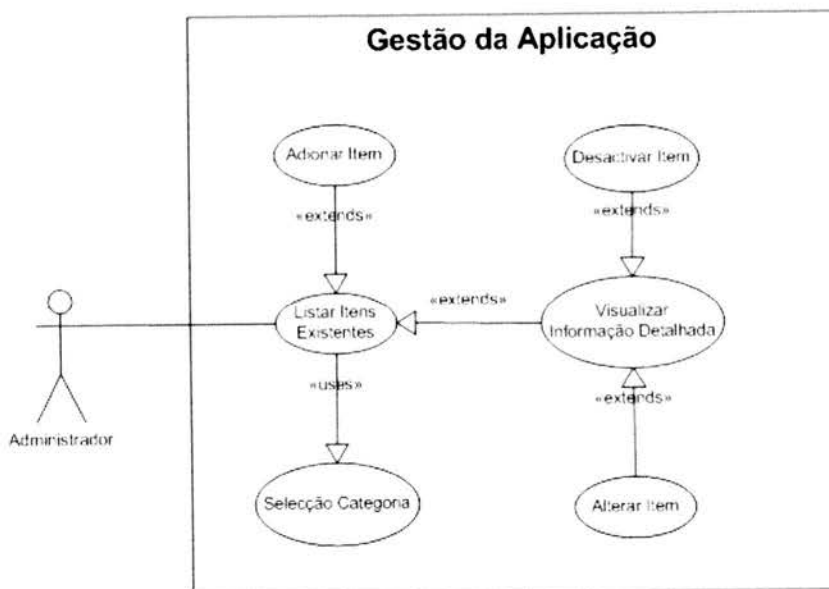 Gestão da Aplicação
Adionar Item
Desactivar Item
«extends»
«extends»
Listar Itens
Existentes
«extends»
Visualizar
Informação Detalhada
«uses»
«extends»
Administrador
Selecção Categoria
Alterar Item